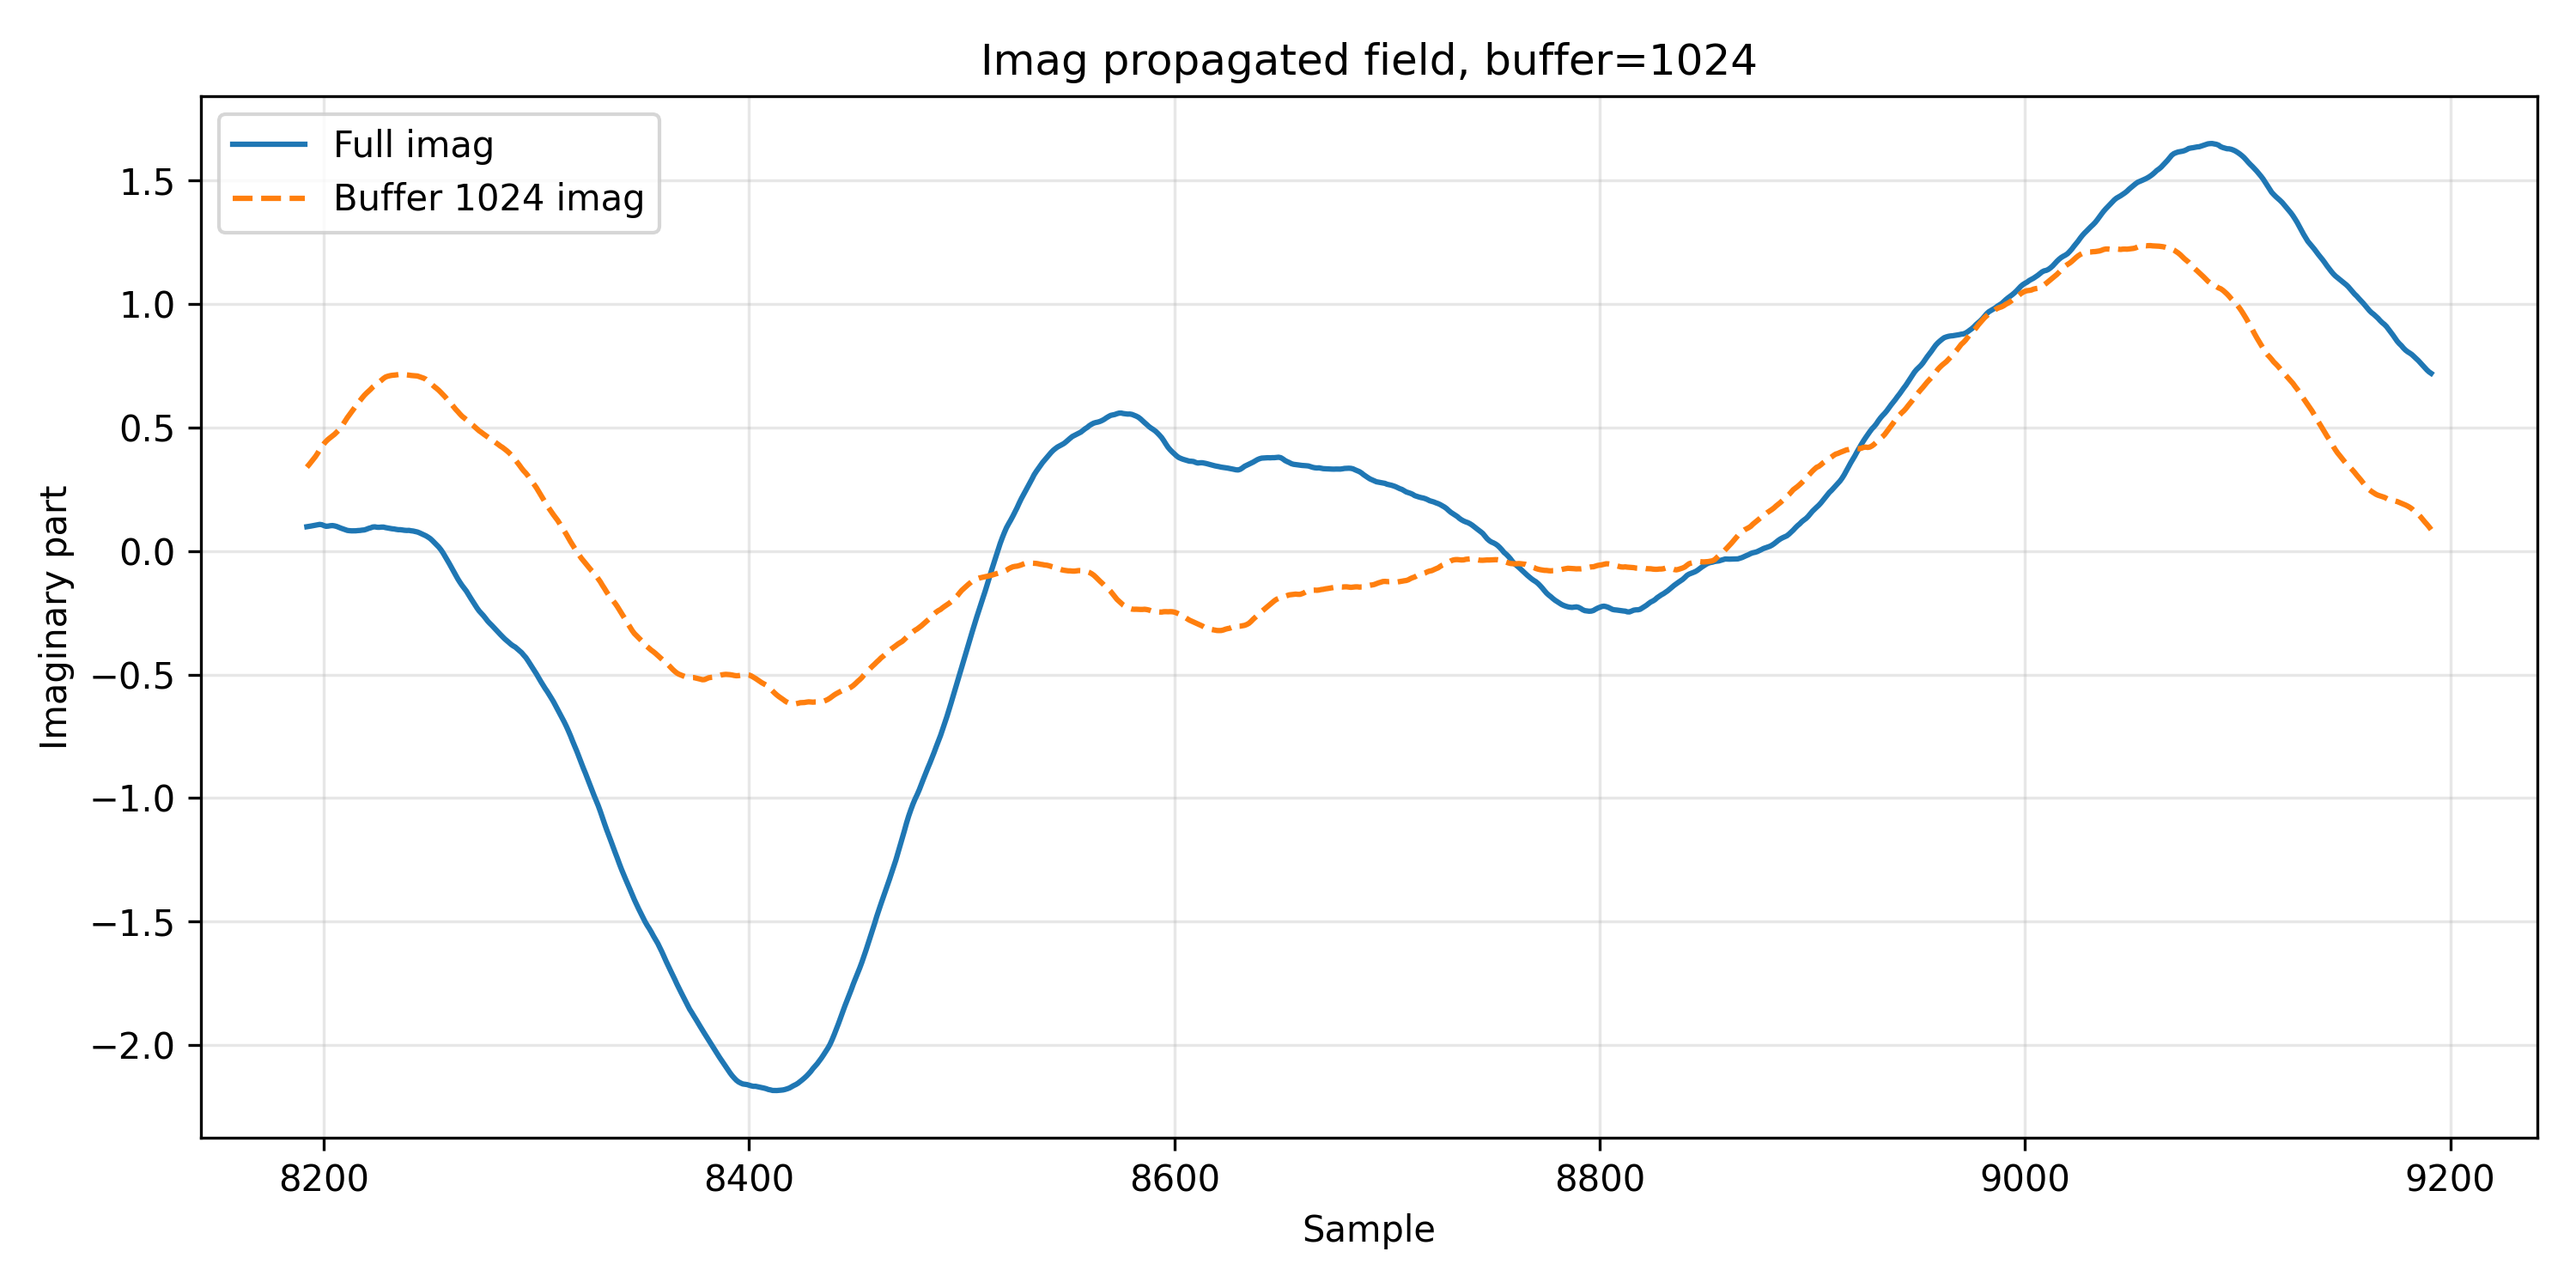 Imag propagated field, buffer=1024
Full imag
Buffer 1024 imag
Imaginary part
1.5
1.0
0.5
0.0
−0.5
−1.0
−1.5
−2.0
8200 8400 8600 8800 9000 9200
Sample